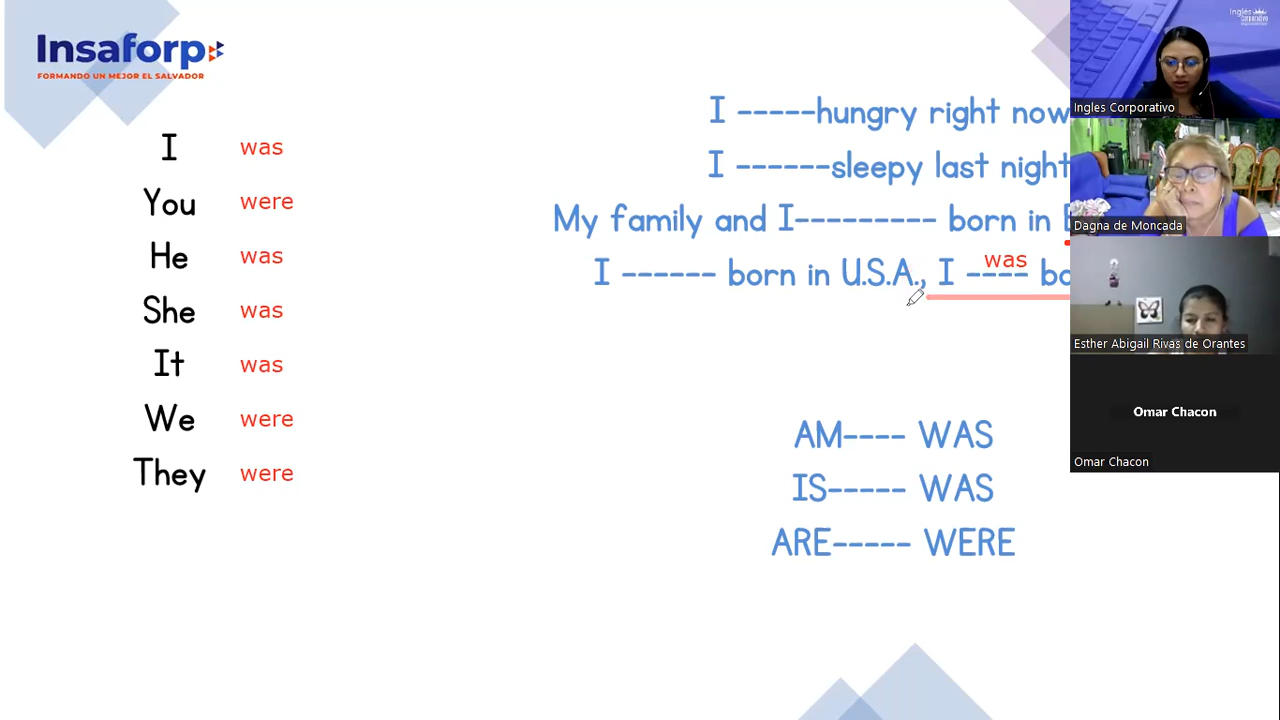 Insaforp
FORMANDO UN MEJOR EL SALVADOR
I was
You were
He was
She was
It was
We were
They were
I -----hungry right now
I ------sleepy last night
My family and I--------- born in
I ------ born in U.S.A., I ---- bo
was
AM---- WAS
IS----- WAS
ARE----- WERE
Inglés
Corporativo
Ingles Corporativo
Dagna de Moncada
Esther Abigail Rivas de Orantes
Omar Chacon
Omar Chacon